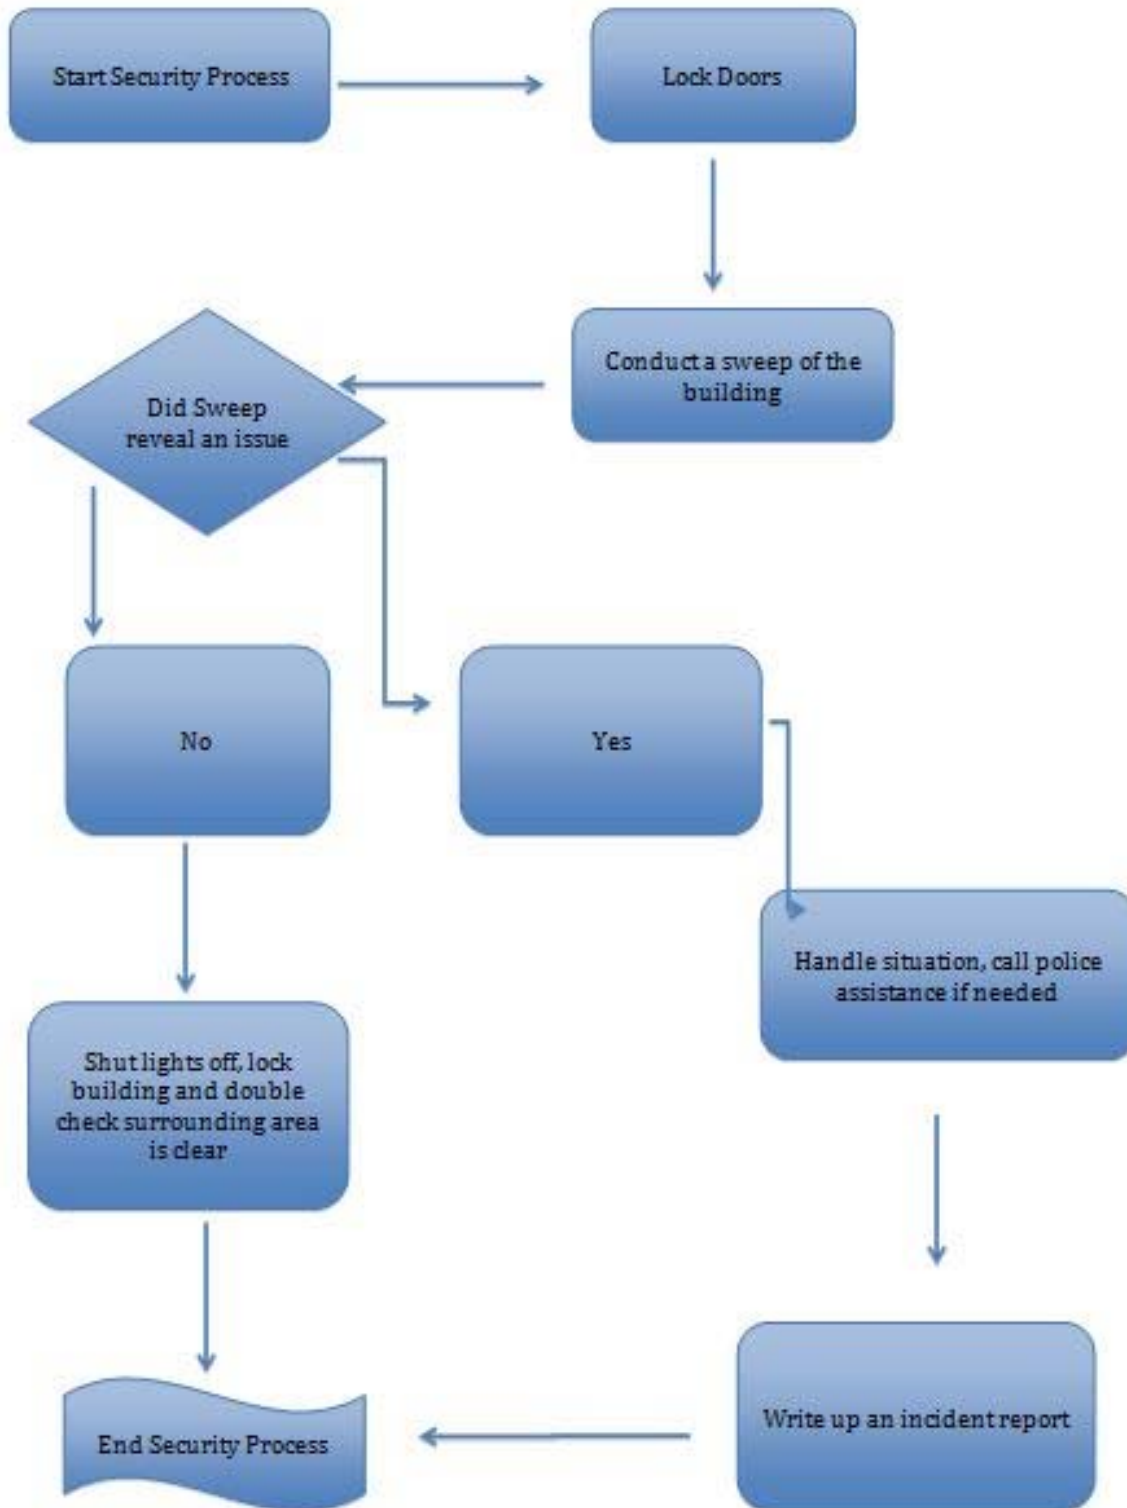 Start Security Process
Lock Doors
Conduct a sweep of the
building
Did Sweep
reveal an issue
No
Yes
Handle situation, call police
assistance if needed
Shut lights off, lock
building and double
check surrounding area
is clear
Write up an incident report
End Security Process